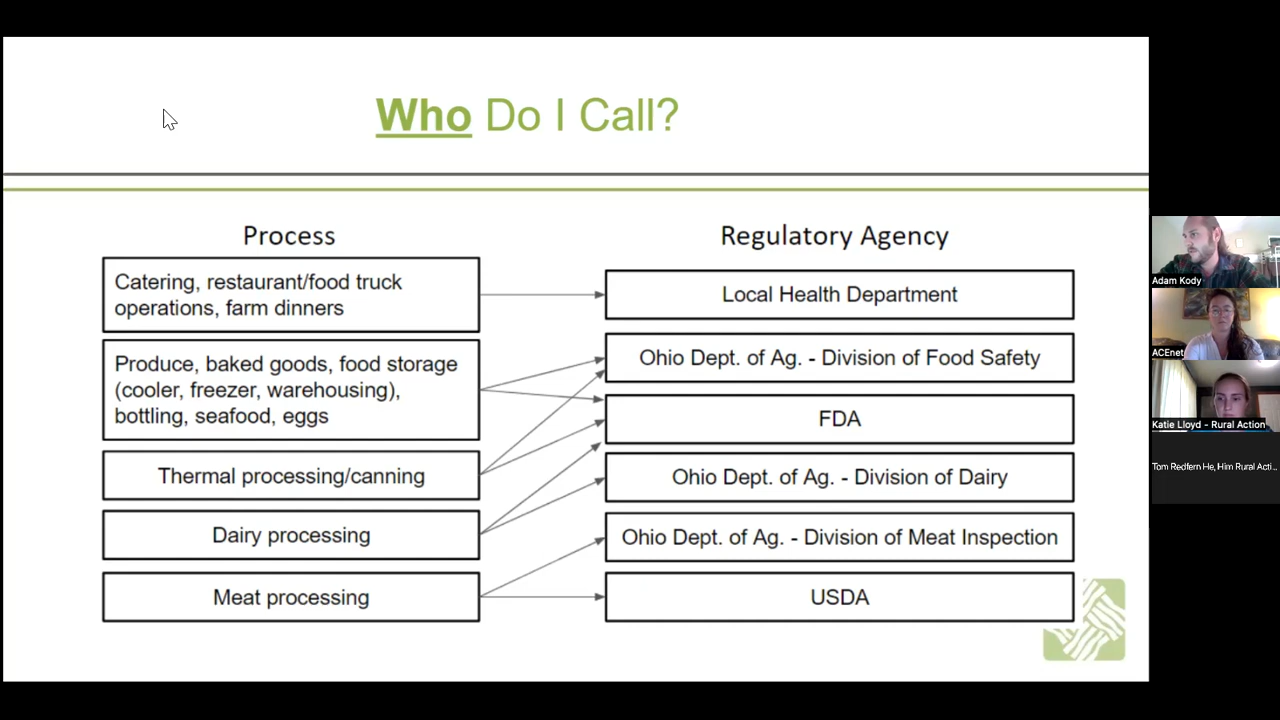 Who Do I Call?
Process
Regulatory Agency
Catering, restaurant/food truck
operations, farm dinners
Produce, baked goods, food storage
(cooler, freezer, warehousing),
bottling, seafood, eggs
Thermal processing/canning
Dairy processing
Meat processing
Local Health Department
Ohio Dept. of Ag. - Division of Food Safety
FDA
Ohio Dept. of Ag. - Division of Dairy
Ohio Dept. of Ag. - Division of Meat Inspection
USDA
Adam Kody
ACEnet
Katie Lloyd - Rural Action
Tom Redfern He, Him Rural Acti...